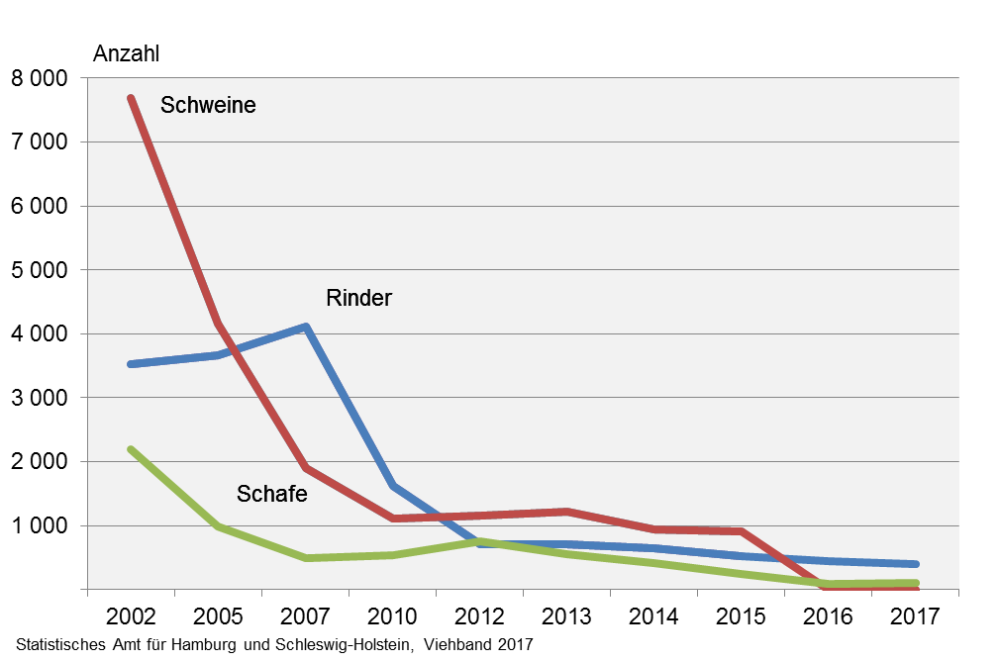 Anzahl
8 000
Schweine
7 000
6 000
5 000
Rinder
4 000
3 000
2 000
Schafe
1 000
2002 2005 2007 2010 2012 2013 2014 2015 2016 2017
Statistisches Amt für Hamburg und Schleswig-Holstein, Viehband 2017